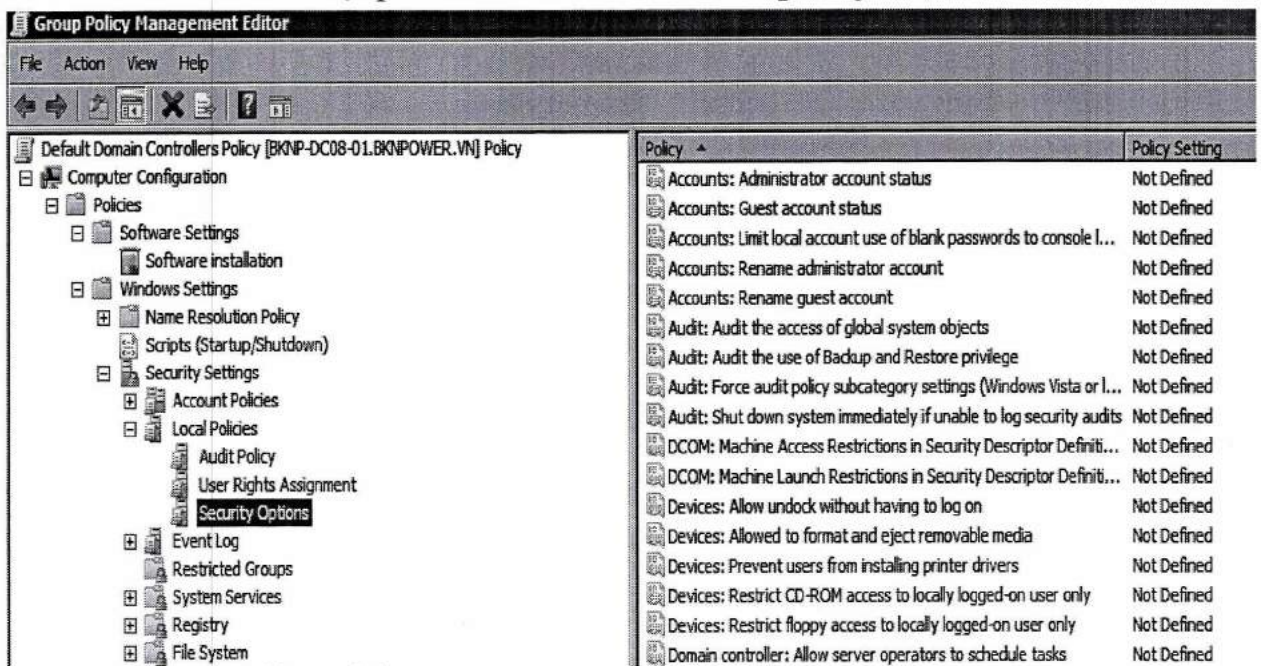 Group Policy Management Editor
File Action View Help
Default Domain Controllers Policy [BKNP-DC08-01.BKNPOWER.VN] Policy
Computer Configuration
Policies
Software Settings
Software installation
Windows Settings
Name Resolution Policy
Scripts (Startup/Shutdown)
Security Settings
Account Policies
Local Policies
Audit Policy
User Rights Assignment
Security Options
Event Log
Restricted Groups
System Services
Registry
File System
Policy Policy Setting
Accounts: Administrator account status Not Defined
Accounts: Guest account status Not Defined
Accounts: Limit local account use of blank passwords to console l... Not Defined
Accounts: Rename administrator account Not Defined
Accounts: Rename guest account Not Defined
Audit: Audit the access of global system objects Not Defined
Audit: Audit the use of Backup and Restore privilege Not Defined
Audit: Force audit policy subcategory settings (Windows Vista or l... Not Defined
Audit: Shut down system immediately if unable to log security audits Not Defined
DCOM: Machine Access Restrictions in Security Descriptor Definiti... Not Defined
DCOM: Machine Launch Restrictions in Security Descriptor Definiti... Not Defined
Devices: Allow undock without having to log on Not Defined
Devices: Allowed to format and eject removable media Not Defined
Devices: Prevent users from installing printer drivers Not Defined
Devices: Restrict CD-ROM access to locally logged-on user only Not Defined
Devices: Restrict floppy access to locally logged-on user only Not Defined
Domain controller: Allow server operators to schedule tasks Not Defined